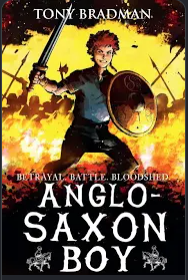 TONY BRADMAN
BETRAYAL. BATTLE. BLOODSHED.
ANGLO-
SAXON
BOY